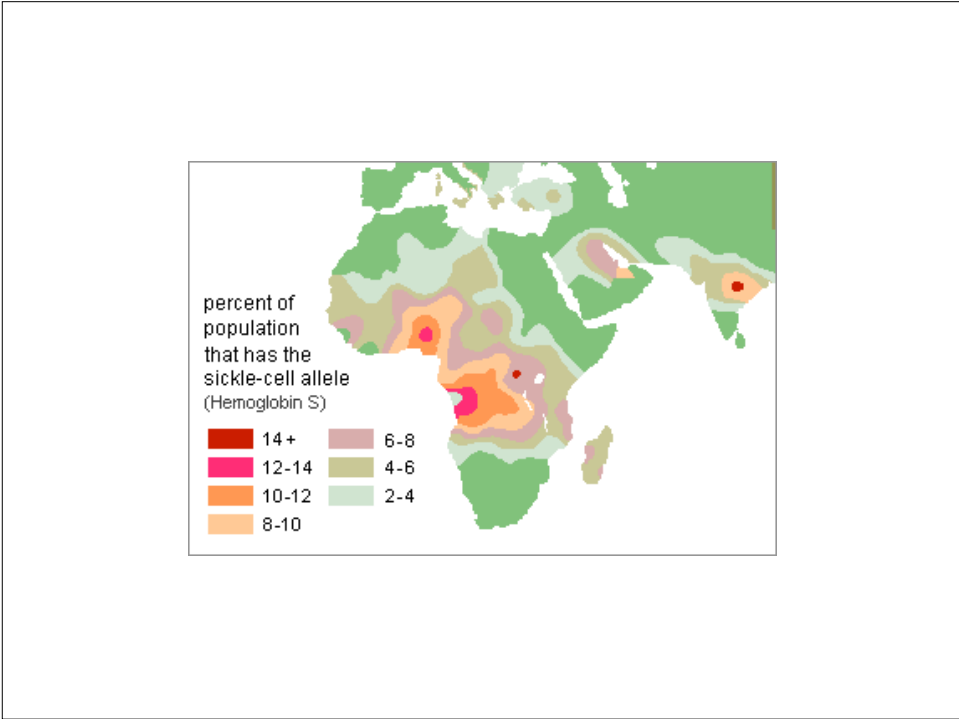 percent of
population
that has the
sickle-cell allele
(Hemoglobin S)
14+
12-14
10-12
8-10
6-8
4-6
2-4